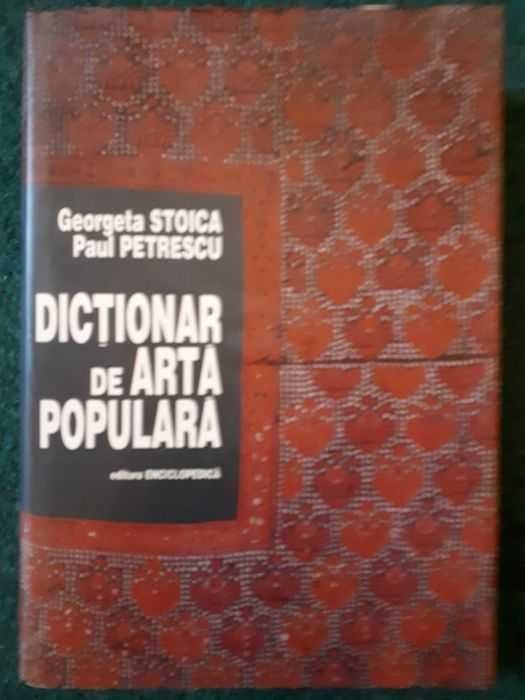 Georgeta STOICA
Paul PETRESCU
DICȚIONAR
DE ARTĂ
POPULARĂ
editura ENCICLOPEDICĂ